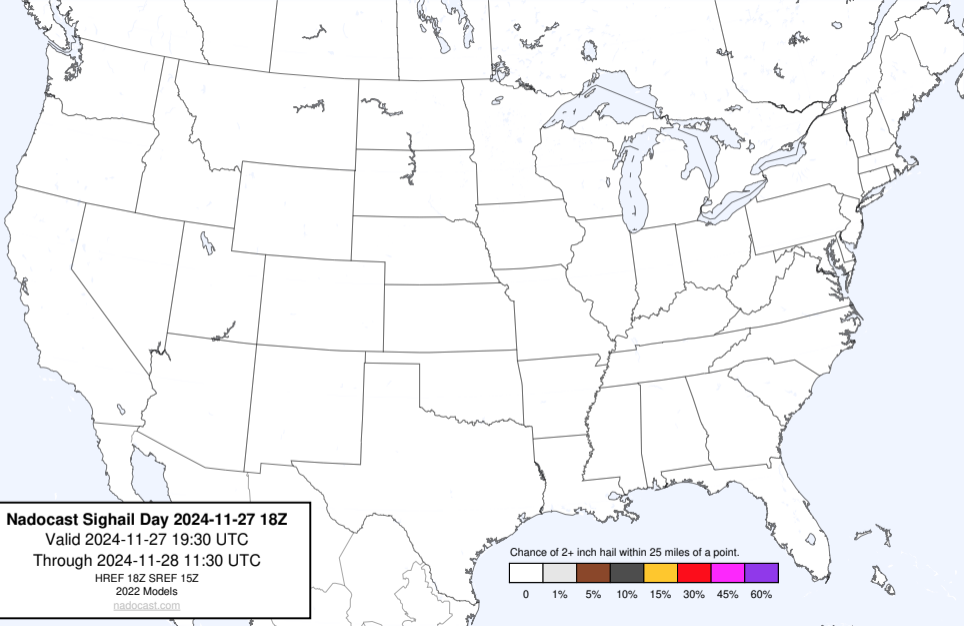 Nadocast Sighail Day 2024-11-27 18Z
Valid 2024-11-27 19:30 UTC
Through 2024-11-28 11:30 UTC
HREF 18Z SREF 15Z
2022 Models
nadocast.com
Chance of 2+ inch hail within 25 miles of a point.
0 1% 5% 10% 15% 30% 45% 60%